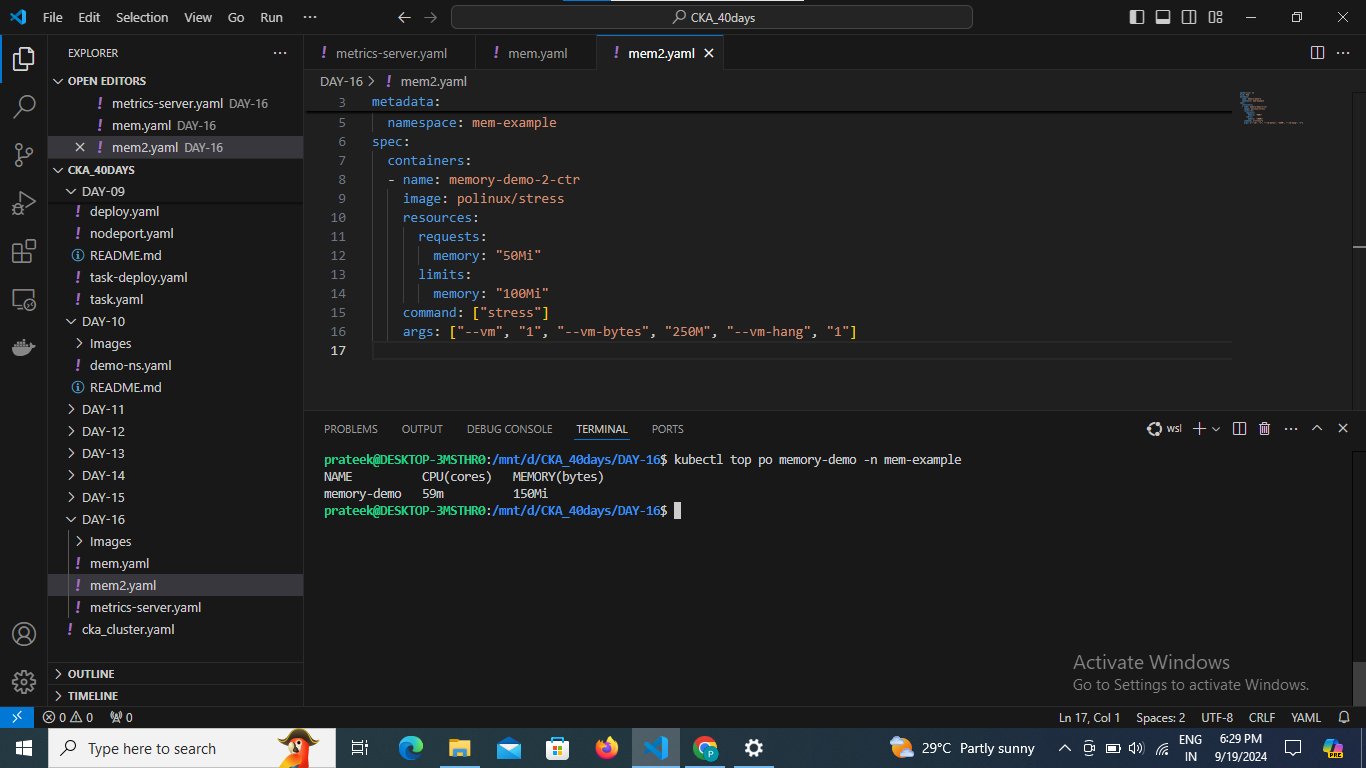 File Edit Selection View Go Run ··· CKA_40days
EXPLORER ···
OPEN EDITORS
metrics-server.yaml DAY-16
mem.yaml DAY-16
mem2.yaml DAY-16
CKA_40DAYS
DAY-09
deploy.yaml
nodeport.yaml
README.md
task-deploy.yaml
task.yaml
DAY-10
Images
demo-ns.yaml
README.md
DAY-11
DAY-12
DAY-13
DAY-14
DAY-15
DAY-16
Images
mem.yaml
mem2.yaml
metrics-server.yaml
cka_cluster.yaml
OUTLINE
TIMELINE
metrics-server.yaml mem.yaml mem2.yaml
DAY-16 > mem2.yaml
3 metadata:
5 namespace: mem-example
6 spec:
7 containers:
8 - name: memory-demo-2-ctr
9 image: polinux/stress
10 resources:
11 requests:
12 memory: "50Mi"
13 limits:
14 memory: "100Mi"
15 command: ["stress"]
16 args: ["--vm", "1", "--vm-bytes", "250M", "--vm-hang", "1"]
17
PROBLEMS OUTPUT DEBUG CONSOLE TERMINAL PORTS wsl
prateek@DESKTOP-3MSTHR0:/mnt/d/CKA_40days/DAY-16$ kubectl top po memory-demo -n mem-example
NAME CPU(cores) MEMORY(bytes)
memory-demo 59m 150Mi
prateek@DESKTOP-3MSTHR0:/mnt/d/CKA_40days/DAY-16$
Activate Windows
Go to Settings to activate Windows.
0 0 0 Ln 17, Col 1 Spaces: 2 UTF-8 CRLF YAML
Type here to search 29°C Partly sunny ENG IN 6:29 PM 9/19/2024 PRE